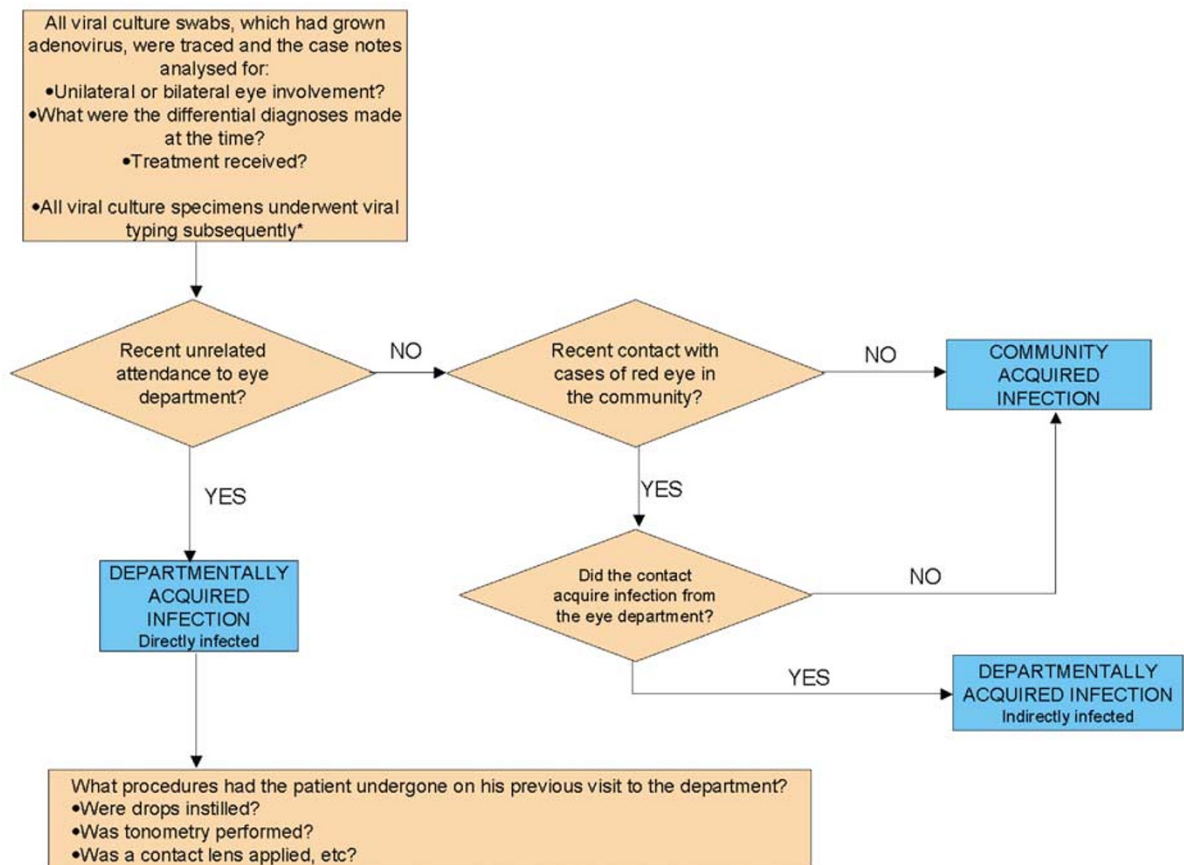 All viral culture swabs, which had grown
adenovirus, were traced and the case notes
analysed for:
•Unilateral or bilateral eye involvement?
•What were the differential diagnoses made
at the time?
•Treatment received?
•All viral culture specimens underwent viral
typing subsequently*
Recent unrelated
attendance to eye
department?
NO
Recent contact with
cases of red eye in
the community?
NO
COMMUNITY
ACQUIRED
INFECTION
YES
YES
DEPARTMENTALLY
ACQUIRED
INFECTION
Directly infected
Did the contact
acquire infection from
the eye department?
NO
YES
DEPARTMENTALLY
ACQUIRED INFECTION
Indirectly infected
What procedures had the patient undergone on his previous visit to the department?
•Were drops instilled?
•Was tonometry performed?
•Was a contact lens applied, etc?